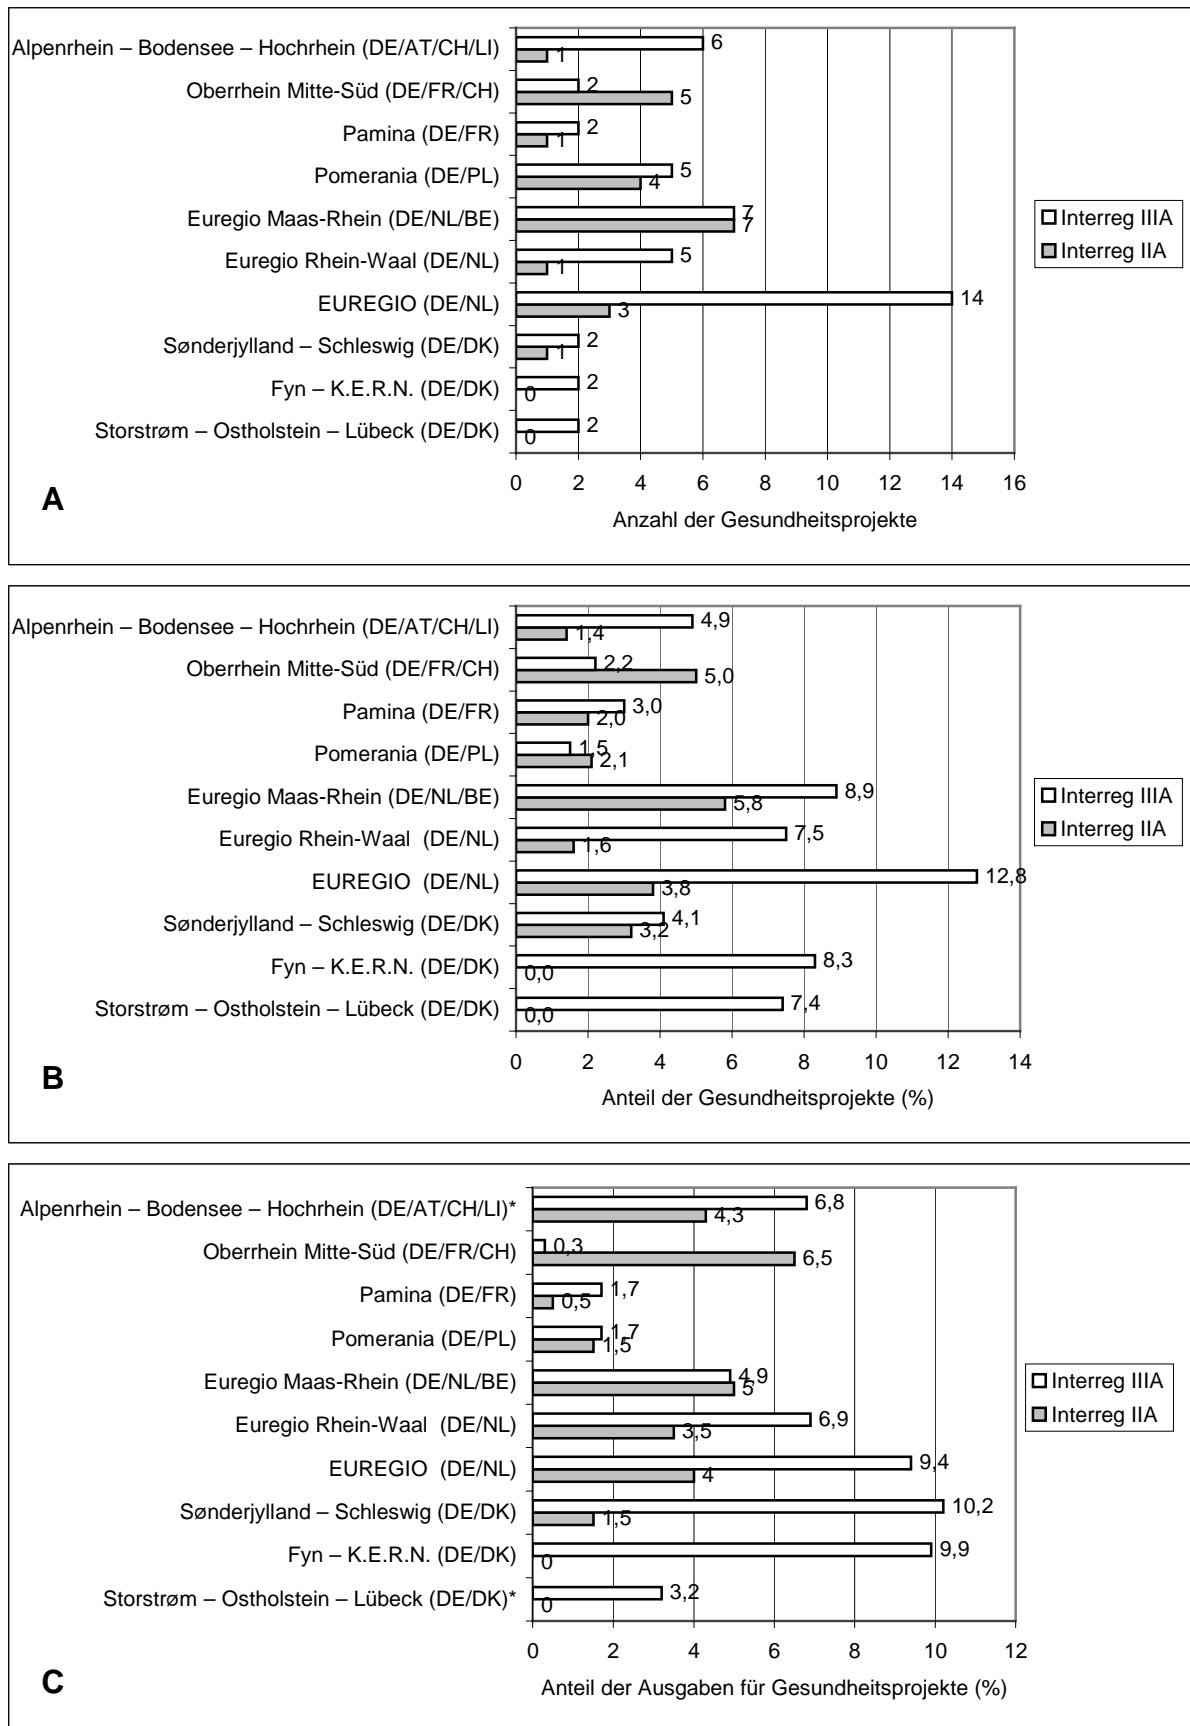 Alpenrhein – Bodensee – Hochrhein (DE/AT/CH/LI) 6
1
Oberrhein Mitte-Süd (DE/FR/CH) 2
5
Pamina (DE/FR) 2
1
Pomerania (DE/PL) 5
4
Euregio Maas-Rhein (DE/NL/BE) 7
7
Euregio Rhein-Waal (DE/NL) 5
1
EUREGIO (DE/NL) 14
3
Sønderjylland – Schleswig (DE/DK) 2
1
Fyn – K.E.R.N. (DE/DK) 2
0
Storstrøm – Ostholstein – Lübeck (DE/DK) 2
0
Interreg IIIA
Interreg IIA
0 2 4 6 8 10 12 14 16
A
Anzahl der Gesundheitsprojekte
Alpenrhein – Bodensee – Hochrhein (DE/AT/CH/LI) 4,9
1,4
Oberrhein Mitte-Süd (DE/FR/CH) 2,2
5,0
Pamina (DE/FR) 3,0
2,0
Pomerania (DE/PL) 1,5
2,1
Euregio Maas-Rhein (DE/NL/BE) 8,9
5,8
Euregio Rhein-Waal (DE/NL) 7,5
1,6
EUREGIO (DE/NL) 12,8
3,8
Sønderjylland – Schleswig (DE/DK) 4,1
3,2
Fyn – K.E.R.N. (DE/DK) 8,3
0,0
Storstrøm – Ostholstein – Lübeck (DE/DK) 7,4
0,0
Interreg IIIA
Interreg IIA
0 2 4 6 8 10 12 14
B
Anteil der Gesundheitsprojekte (%)
Alpenrhein – Bodensee – Hochrhein (DE/AT/CH/LI)* 6,8
4,3
Oberrhein Mitte-Süd (DE/FR/CH) 0,3
6,5
Pamina (DE/FR) 1,7
0,5
Pomerania (DE/PL) 1,7
1,5
Euregio Maas-Rhein (DE/NL/BE) 4,9
5
Euregio Rhein-Waal (DE/NL) 6,9
3,5
EUREGIO (DE/NL) 9,4
4
Sønderjylland – Schleswig (DE/DK) 10,2
1,5
Fyn – K.E.R.N. (DE/DK) 9,9
0
Storstrøm – Ostholstein – Lübeck (DE/DK)* 3,2
0
Interreg IIIA
Interreg IIA
0 2 4 6 8 10 12
C
Anteil der Ausgaben für Gesundheitsprojekte (%)